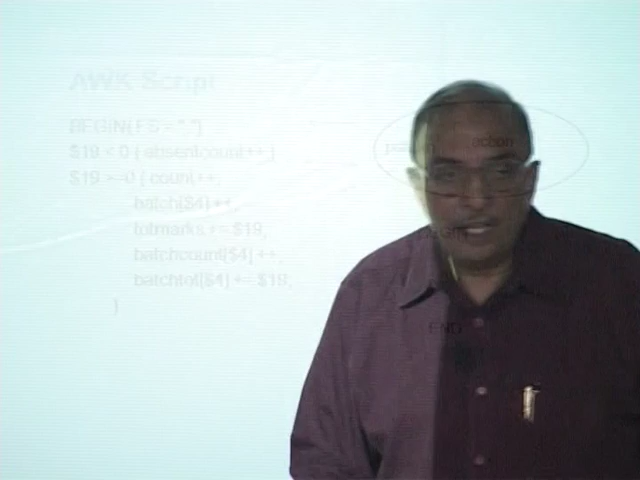 AWK Script
BEGIN{ FS = ":"}
$19 < 0 { absentcount++}
$19 >=0 { count++;
batch[$4]++;
totmarks += $19;
batchcount[$4]++;
batchtot[$4] += $19;
}
pattern action
BEGIN
END